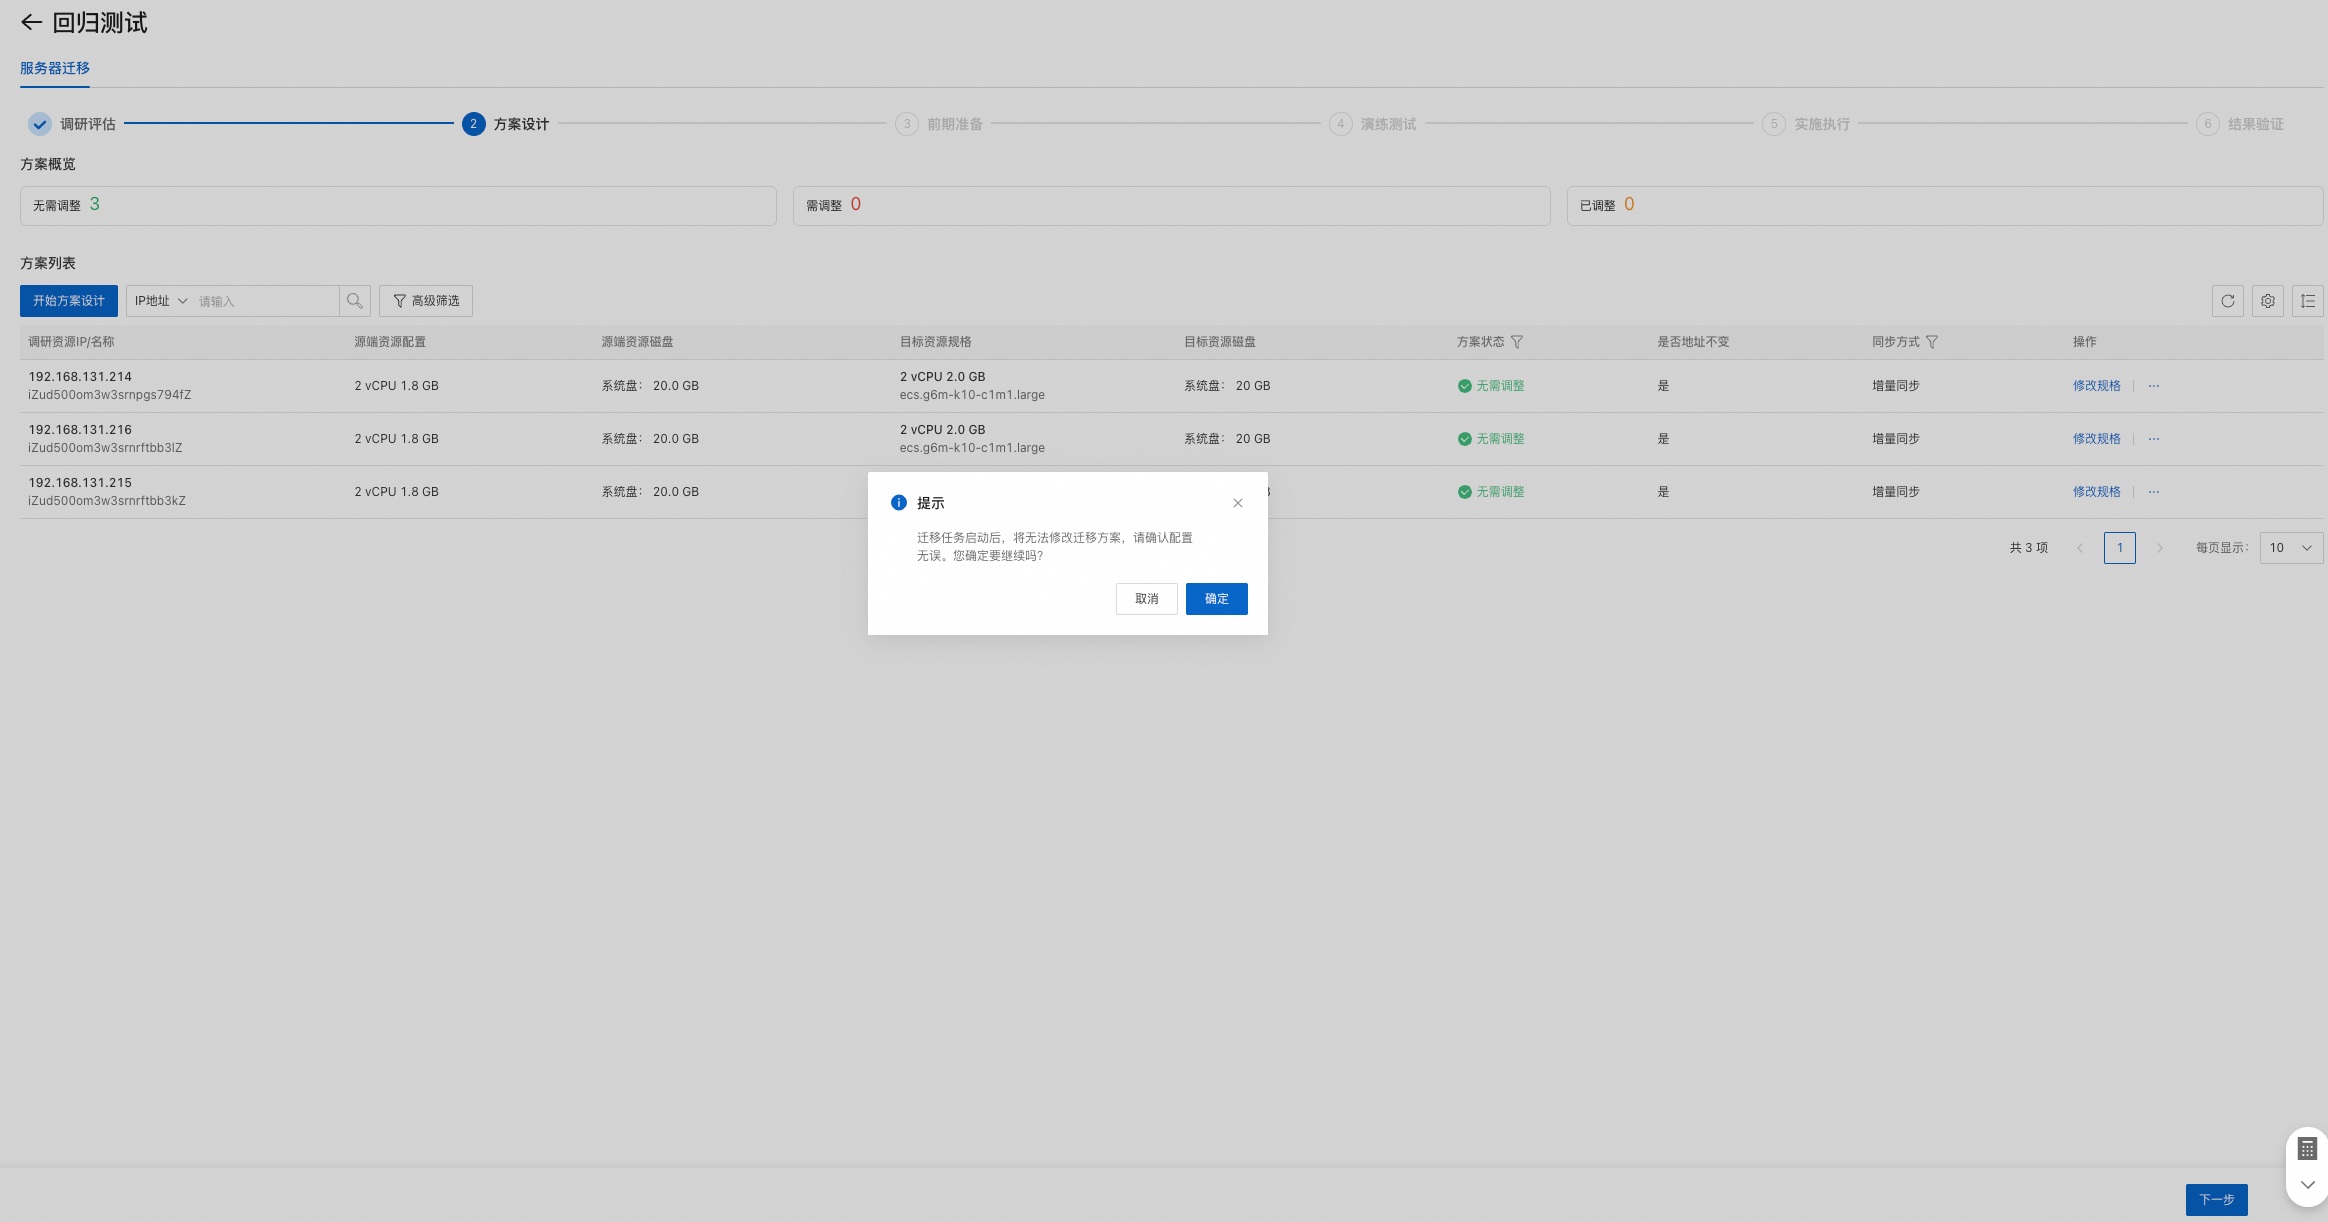 回归测试
服务器迁移
调研评估
2 方案设计
3 前期准备
4 演练测试
5 实施执行
6 结果验证
方案概览
无需调整 3
需调整 0
已调整 0
方案列表
开始方案设计 IP地址 请输入 高级筛选
调研资源IP/名称 源端资源配置 源端资源磁盘 目标资源规格 目标资源磁盘 方案状态 是否地址不变 同步方式 操作
192.168.131.214
iZud500om3w3srnpgs794fZ
2 vCPU 1.8 GB
系统盘： 20.0 GB
2 vCPU 2.0 GB
ecs.g6m-k10-c1m1.large
系统盘： 20 GB
无需调整
是
增量同步
修改规格 ···
192.168.131.216
iZud500om3w3srnrftbb3lZ
2 vCPU 1.8 GB
系统盘： 20.0 GB
2 vCPU 2.0 GB
ecs.g6m-k10-c1m1.large
系统盘： 20 GB
无需调整
是
增量同步
修改规格 ···
192.168.131.215
iZud500om3w3srnrftbb3kZ
2 vCPU 1.8 GB
系统盘： 20.0 GB
无需调整
是
增量同步
修改规格 ···
提示
迁移任务启动后，将无法修改迁移方案，请确认配置
无误。您确定要继续吗？
取消 确定
共 3 项 1 每页显示： 10
下一步